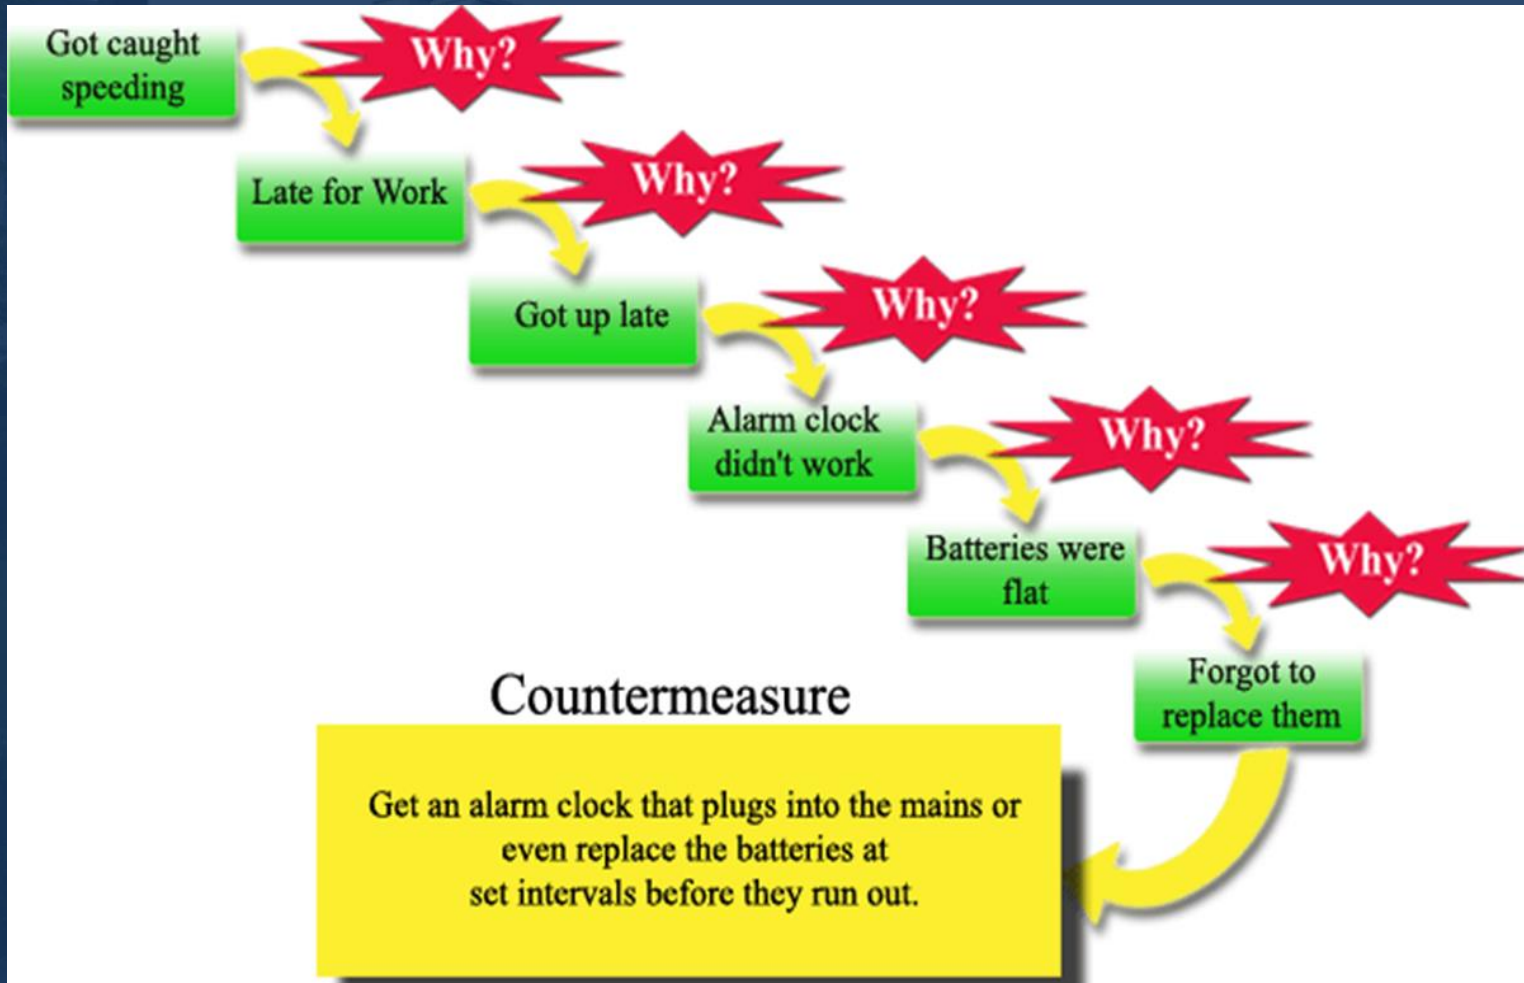 Got caught
speeding
Why?
Late for Work
Why?
Got up late
Why?
Alarm clock
didn't work
Why?
Batteries were
flat
Why?
Forgot to
replace them
Countermeasure
Get an alarm clock that plugs into the mains or
even replace the batteries at
set intervals before they run out.